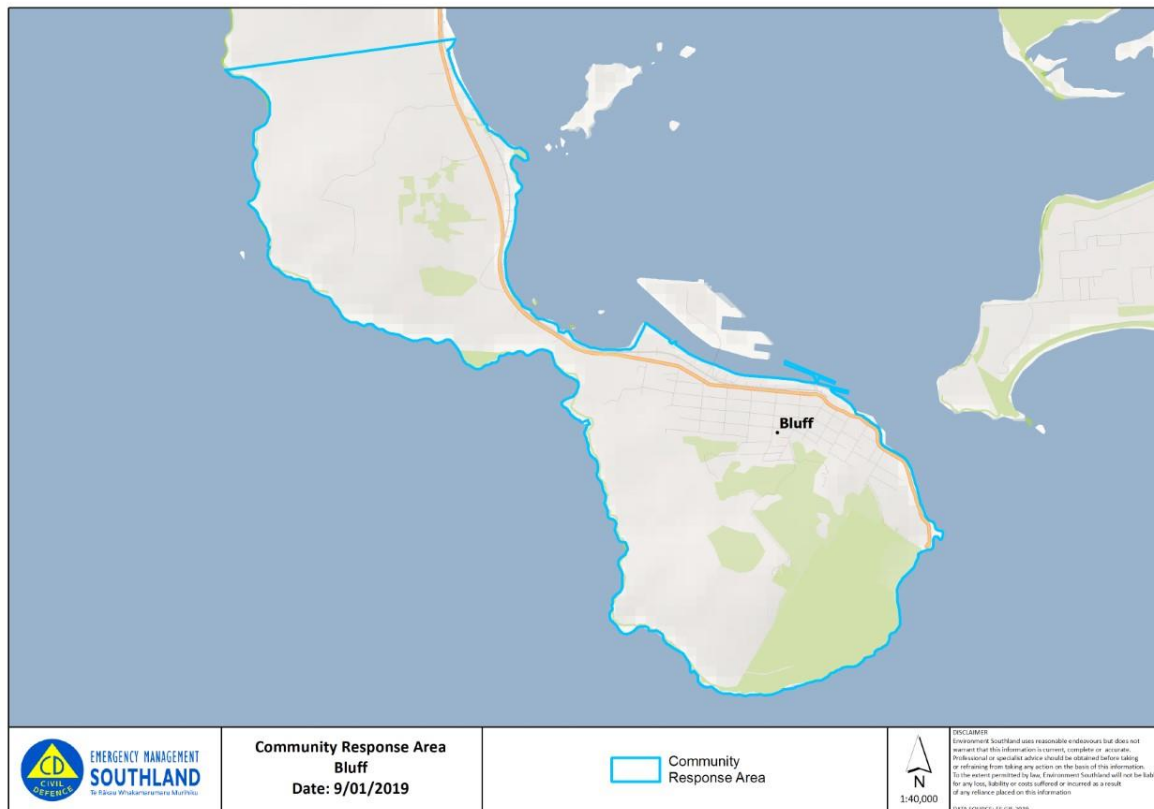 Bluff
CD
CIVIL
DEFENCE
EMERGENCY MANAGEMENT
SOUTHLAND
Te Rākau Whakamarumaru Murihiku
Community Response Area
Bluff
Date: 9/01/2019
Community
Response Area
N
1:40,000
DISCLAIMER
Environment Southland uses reasonable endeavours but does not
warrant that this information is current, complete or accurate.
Professional or specialist advice should be obtained before taking
or refraining from taking any action on the basis of this information.
To the extent permitted by law, Environment Southland will not be liab
for any loss, liability or costs suffered or incurred as a result
of any reliance placed on this information